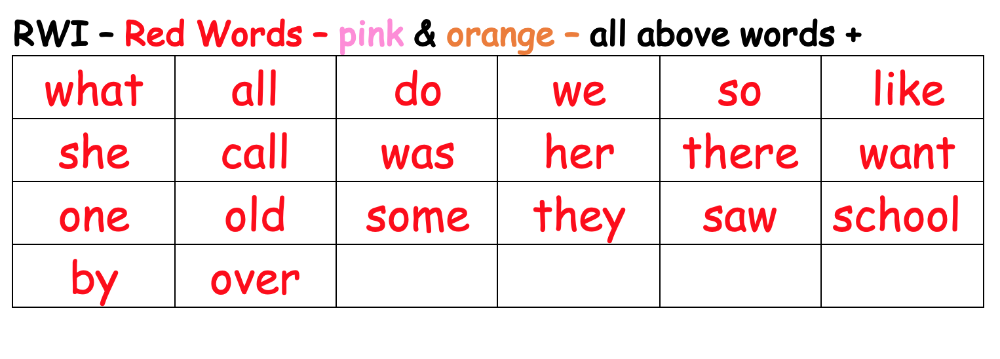 RWI – Red Words – pink & orange – all above words +
what all do we so like
she call was her there want
one old some they saw school
by over